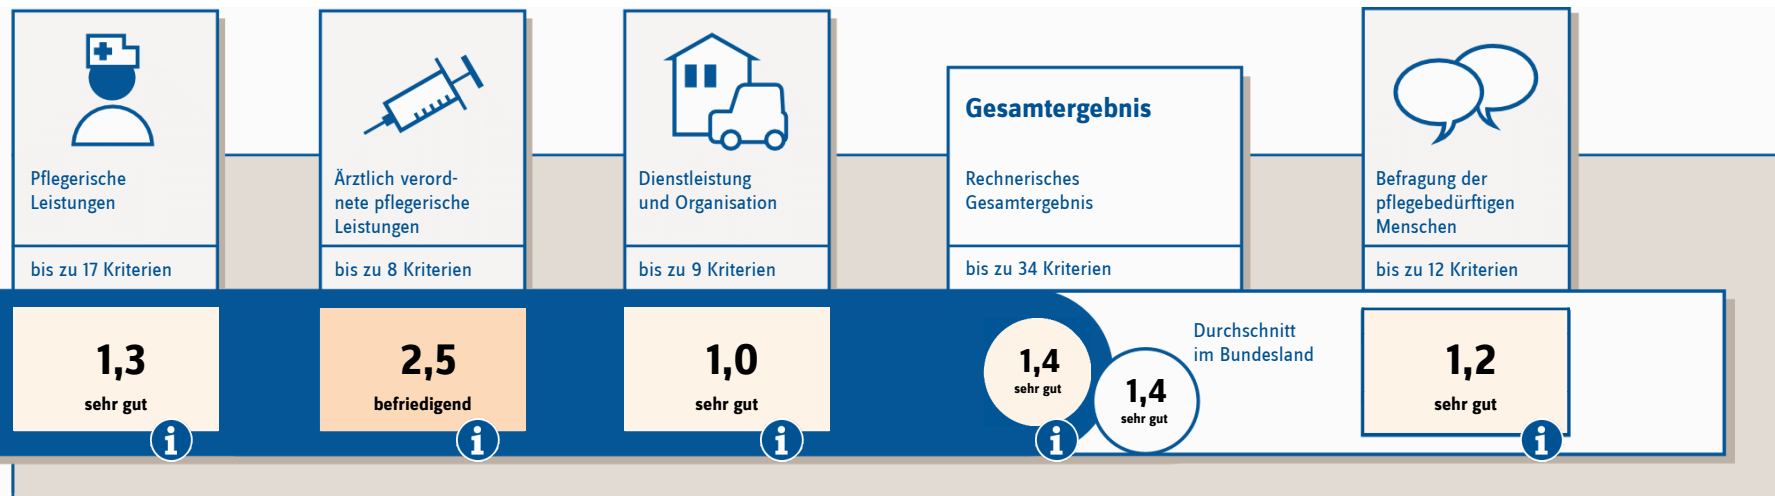 Pflegerische
Leistungen
bis zu 17 Kriterien
1,3
sehr gut
Ärztlich verord-
nete pflegerische
Leistungen
bis zu 8 Kriterien
2,5
befriedigend
Dienstleistung
und Organisation
bis zu 9 Kriterien
1,0
sehr gut
Gesamtergebnis
Rechnerisches
Gesamtergebnis
bis zu 34 Kriterien
1,4
sehr gut
Durchschnitt
im Bundesland
1,4
sehr gut
Befragung der
pflegebedürftigen
Menschen
bis zu 12 Kriterien
1,2
sehr gut